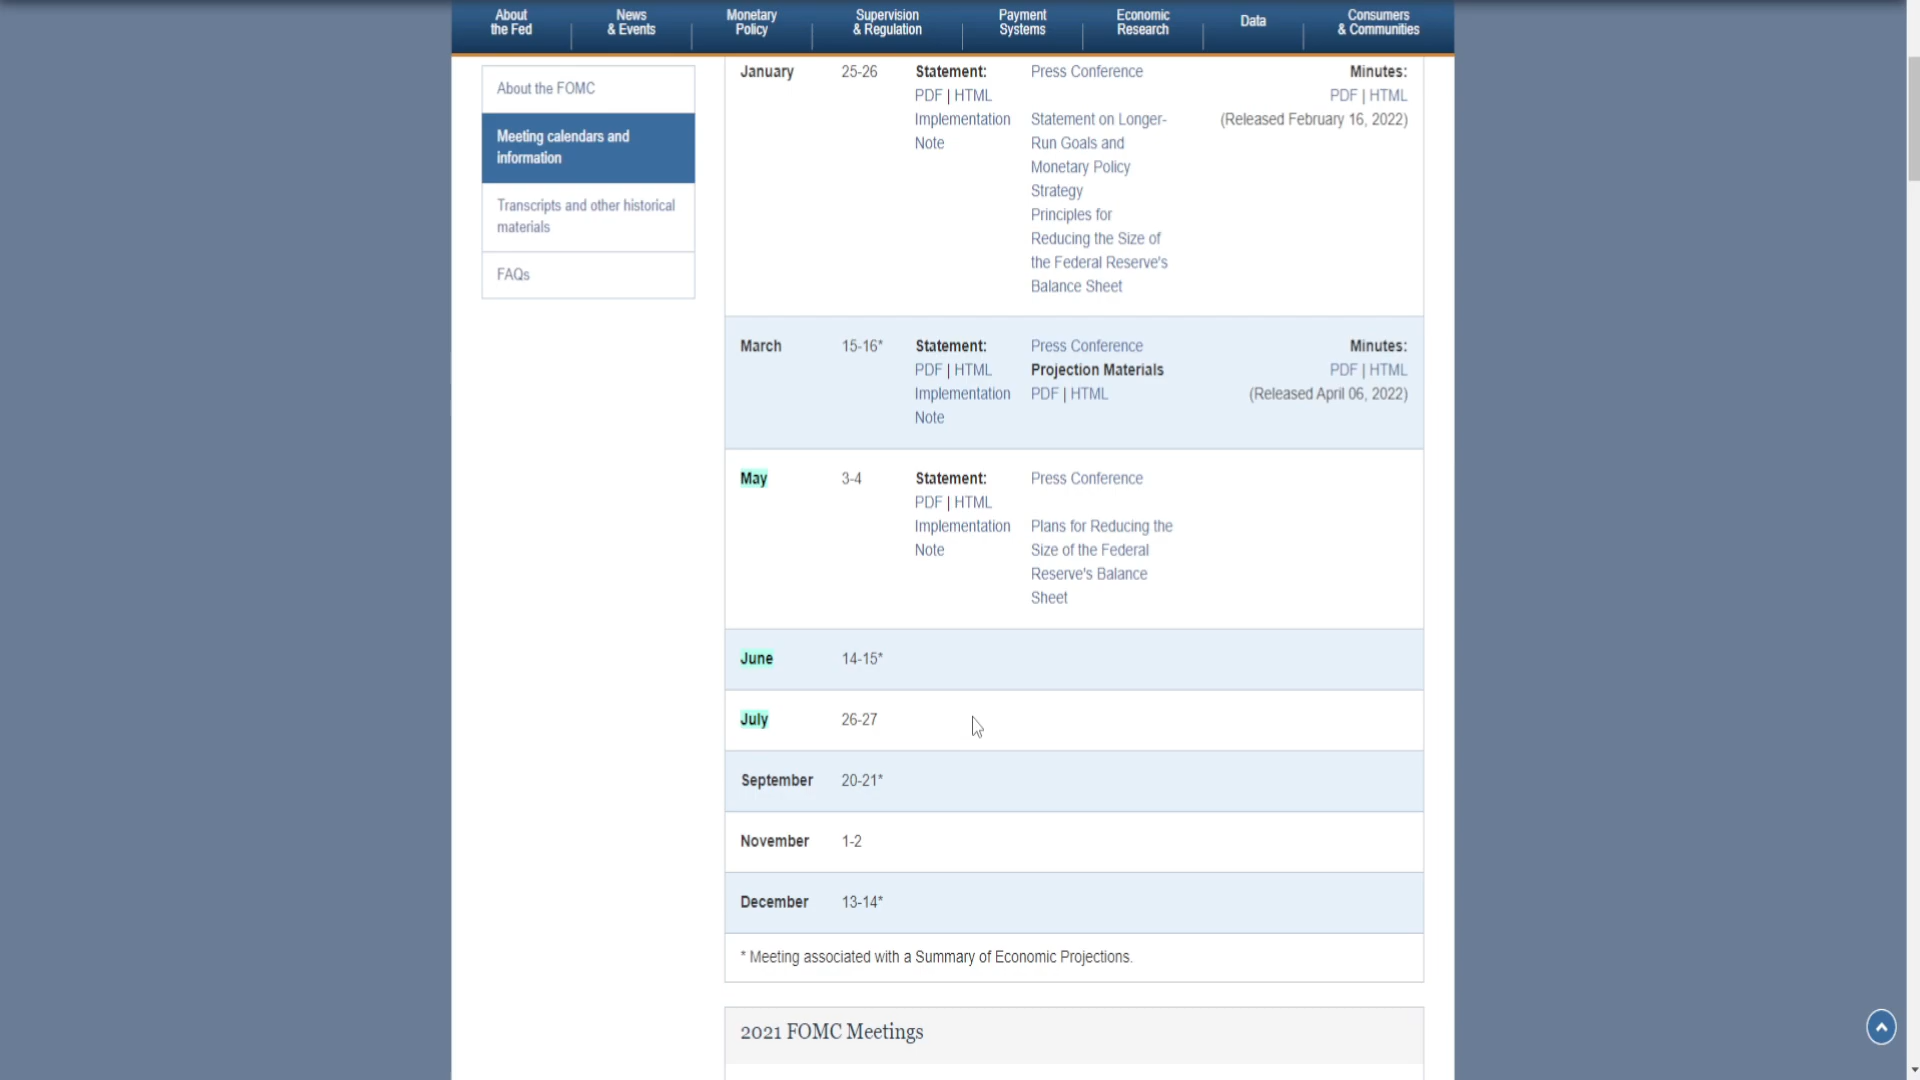 About
the Fed
News
& Events
Monetary
Policy
Supervision
& Regulation
Payment
Systems
Economic
Research
Data
Consumers
& Communities
About the FOMC
Meeting calendars and
information
Transcripts and other historical
materials
FAQs
January 25-26 Statement: Press Conference Minutes:
PDF | HTML PDF | HTML
Implementation Statement on Longer- (Released February 16, 2022)
Note Run Goals and
Monetary Policy
Strategy
Principles for
Reducing the Size of
the Federal Reserve's
Balance Sheet
March 15-16* Statement: Press Conference Minutes:
PDF | HTML Projection Materials PDF | HTML
Implementation PDF | HTML (Released April 06, 2022)
Note
May 3-4 Statement: Press Conference
PDF | HTML
Implementation Plans for Reducing the
Note Size of the Federal
Reserve's Balance
Sheet
June 14-15*
July 26-27
September 20-21*
November 1-2
December 13-14*
* Meeting associated with a Summary of Economic Projections.
2021 FOMC Meetings